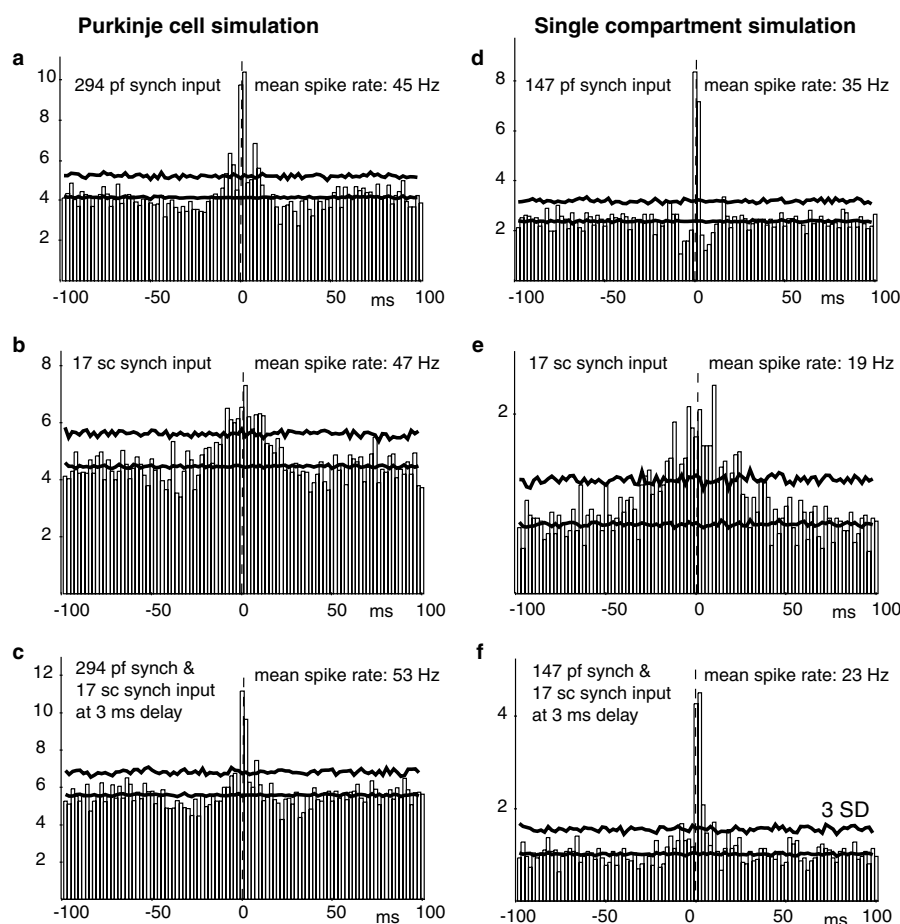 Purkinje cell simulation
Single compartment simulation
a
294 pf synch input
mean spike rate: 45 Hz
10
8
6
4
2
-100
-50
0
50
ms
100
d
147 pf synch input
mean spike rate: 35 Hz
8
6
4
2
-100
-50
0
50
ms
100
b
17 sc synch input
mean spike rate: 47 Hz
8
6
4
2
-100
-50
0
50
ms
100
e
17 sc synch input
mean spike rate: 19 Hz
2
-100
-50
0
50
ms
100
c
294 pf synch &
17 sc synch input
at 3 ms delay
mean spike rate: 53 Hz
12
10
8
6
4
2
-100
-50
0
50
ms
100
f
147 pf synch &
17 sc synch input
at 3 ms delay
mean spike rate: 23 Hz
4
2
3 SD
-100
-50
0
50
ms
100